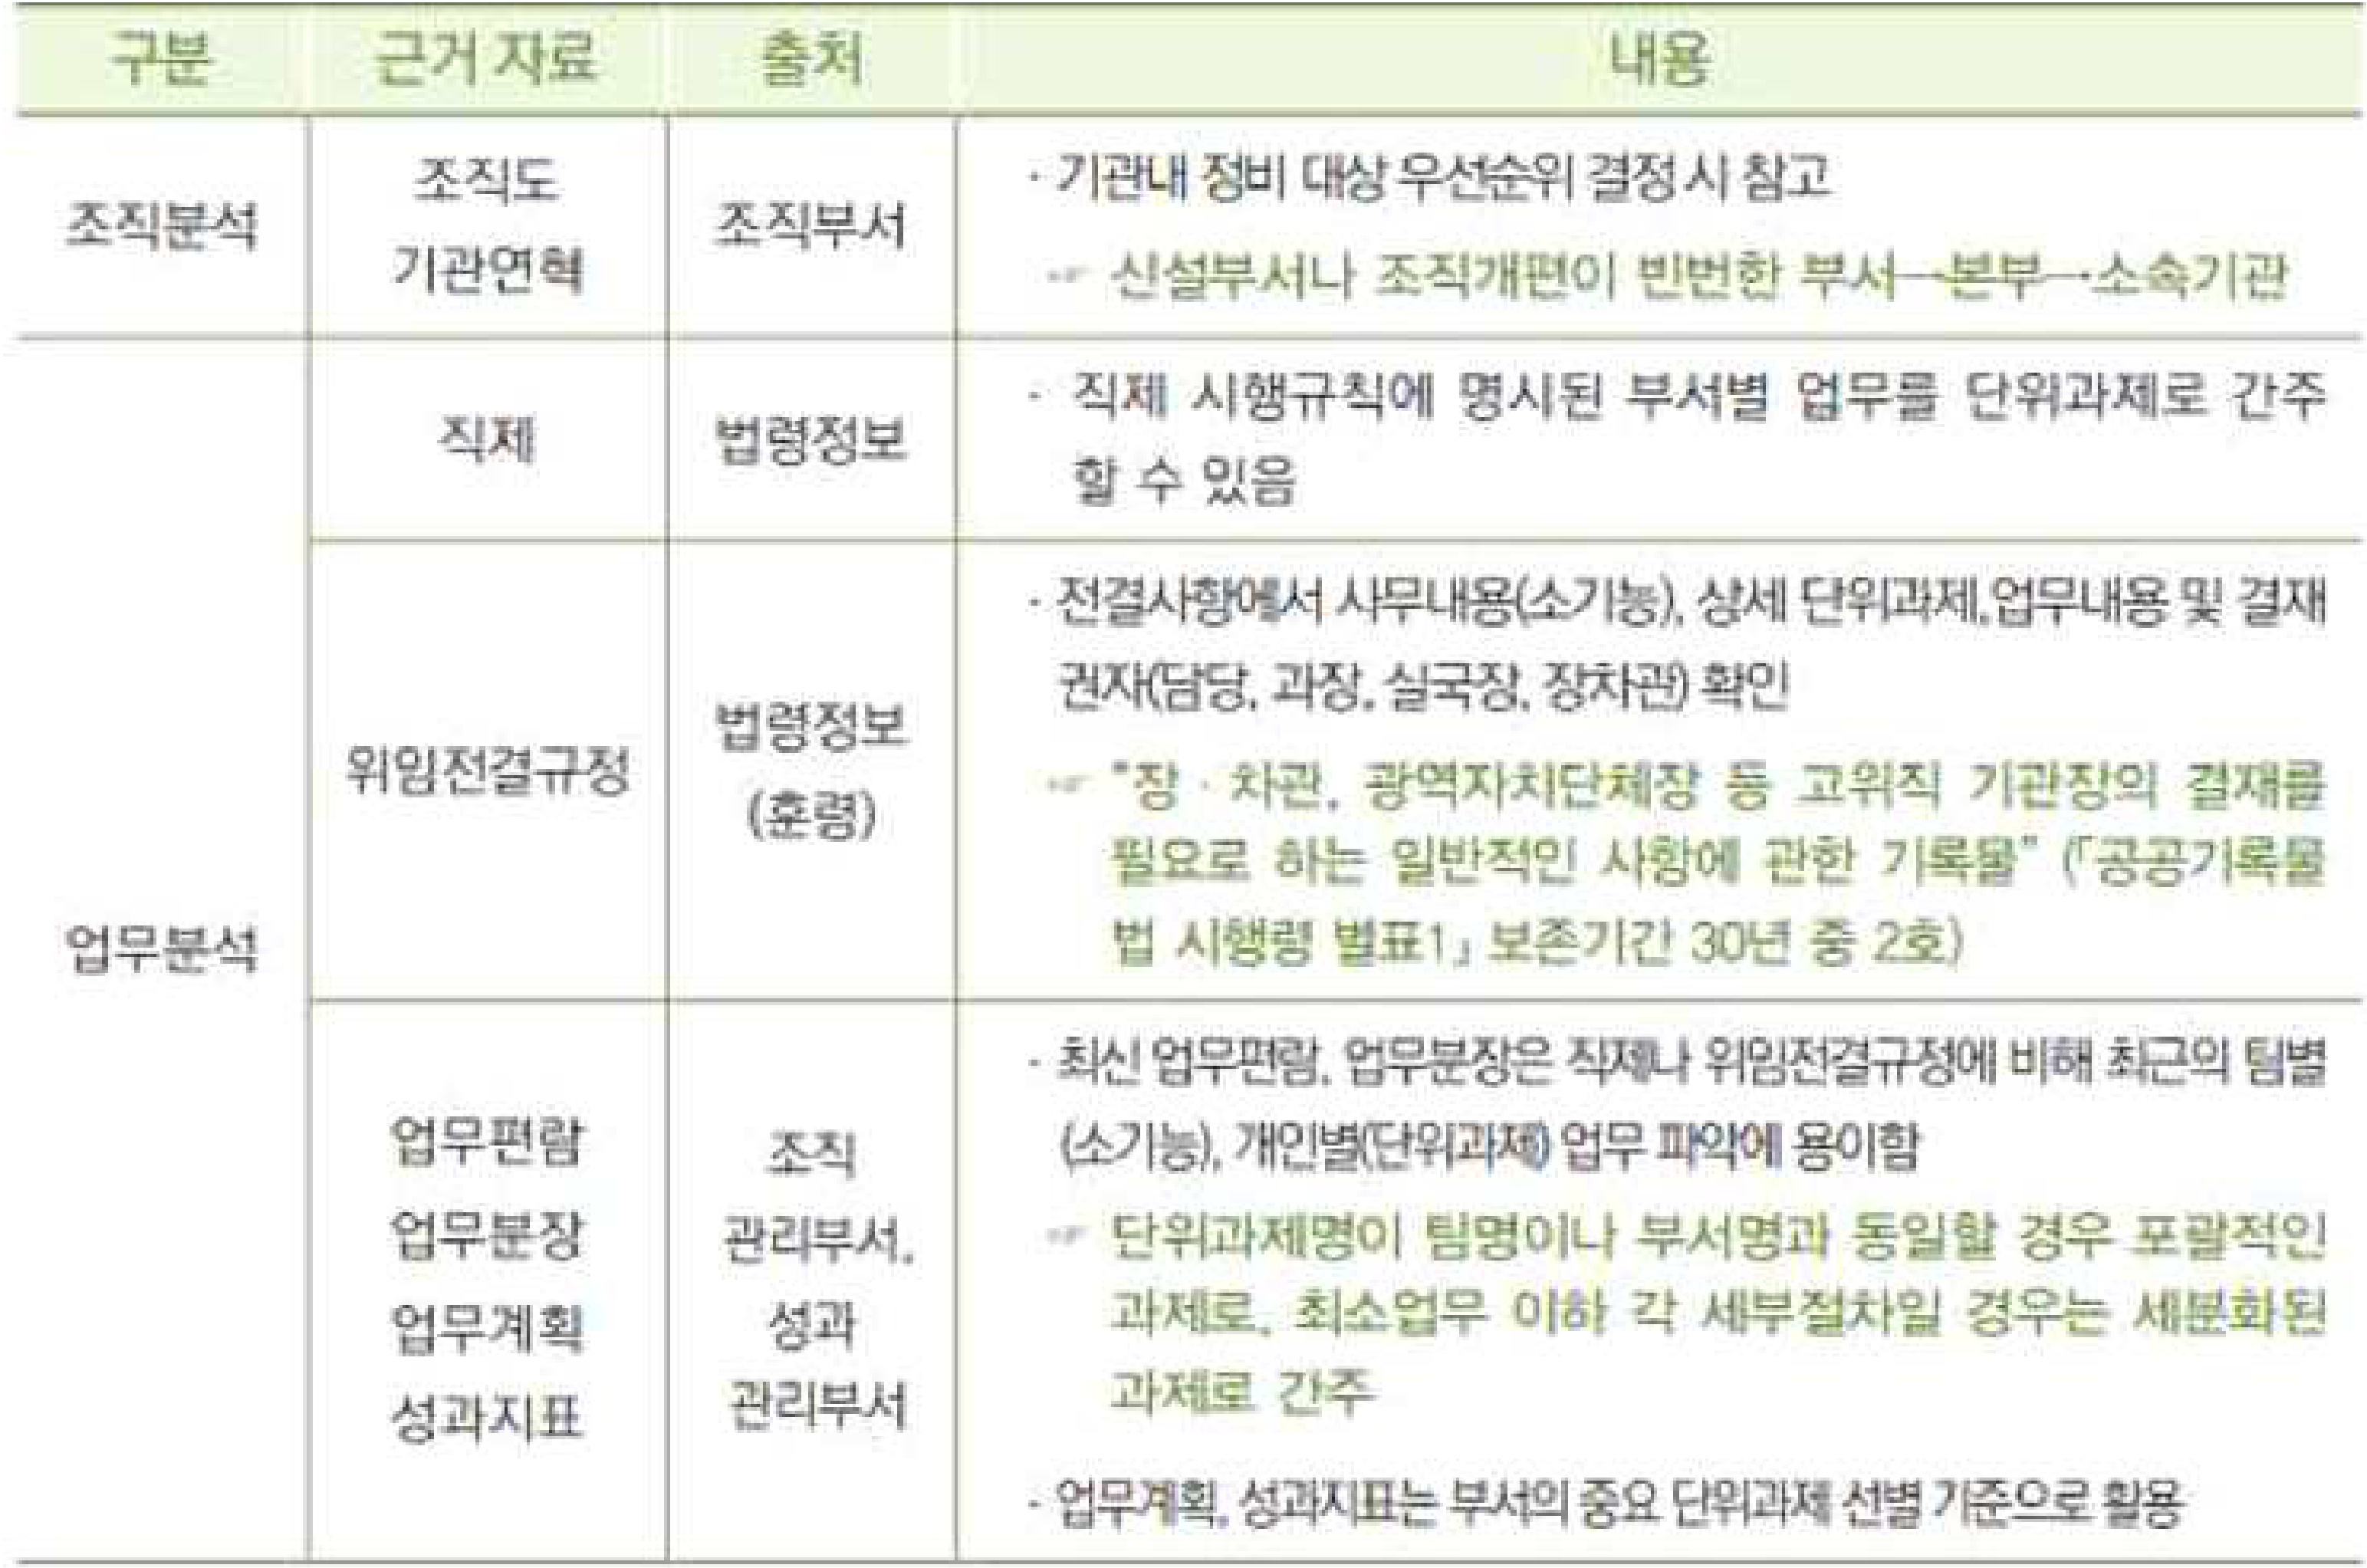 구분 근거 자료 출처 내용
조직분석
조직도
기관연혁
조직부서
· 기관내 정비 대상 우선순위 결정 시 참고
☞ 신설부서나 조직개편이 빈번한 부서→본부→소속기관
업무분석
직제
법령정보
· 직제 시행규칙에 명시된 부서별 업무를 단위과제로 간주
할 수 있음
위임전결규정
법령정보
(훈령)
· 전결사항에서 사무내용(소기능), 상세 단위과제,업무내용 및 결재
권자(담당, 과장, 실국장, 장차관) 확인
☞ "장 · 차관, 광역자치단체장 등 고위직 기관장의 결재를
필요로 하는 일반적인 사항에 관한 기록물" (「공공기록물
법 시행령 별표1」 보존기간 30년 중 2호)
업무편람
업무분장
업무계획
성과지표
조직
관리부서,
성과
관리부서
· 최신 업무편람, 업무분장은 직제나 위임전결규정에 비해 최근의 팀별
(소기능), 개인별(단위과제) 업무 파악에 용이함
☞ 단위과제명이 팀명이나 부서명과 동일할 경우 포괄적인
과제로, 최소업무 이하 각 세부절차일 경우는 세분화된
과제로 간주
· 업무계획, 성과지표는 부서의 중요 단위과제 선별 기준으로 활용